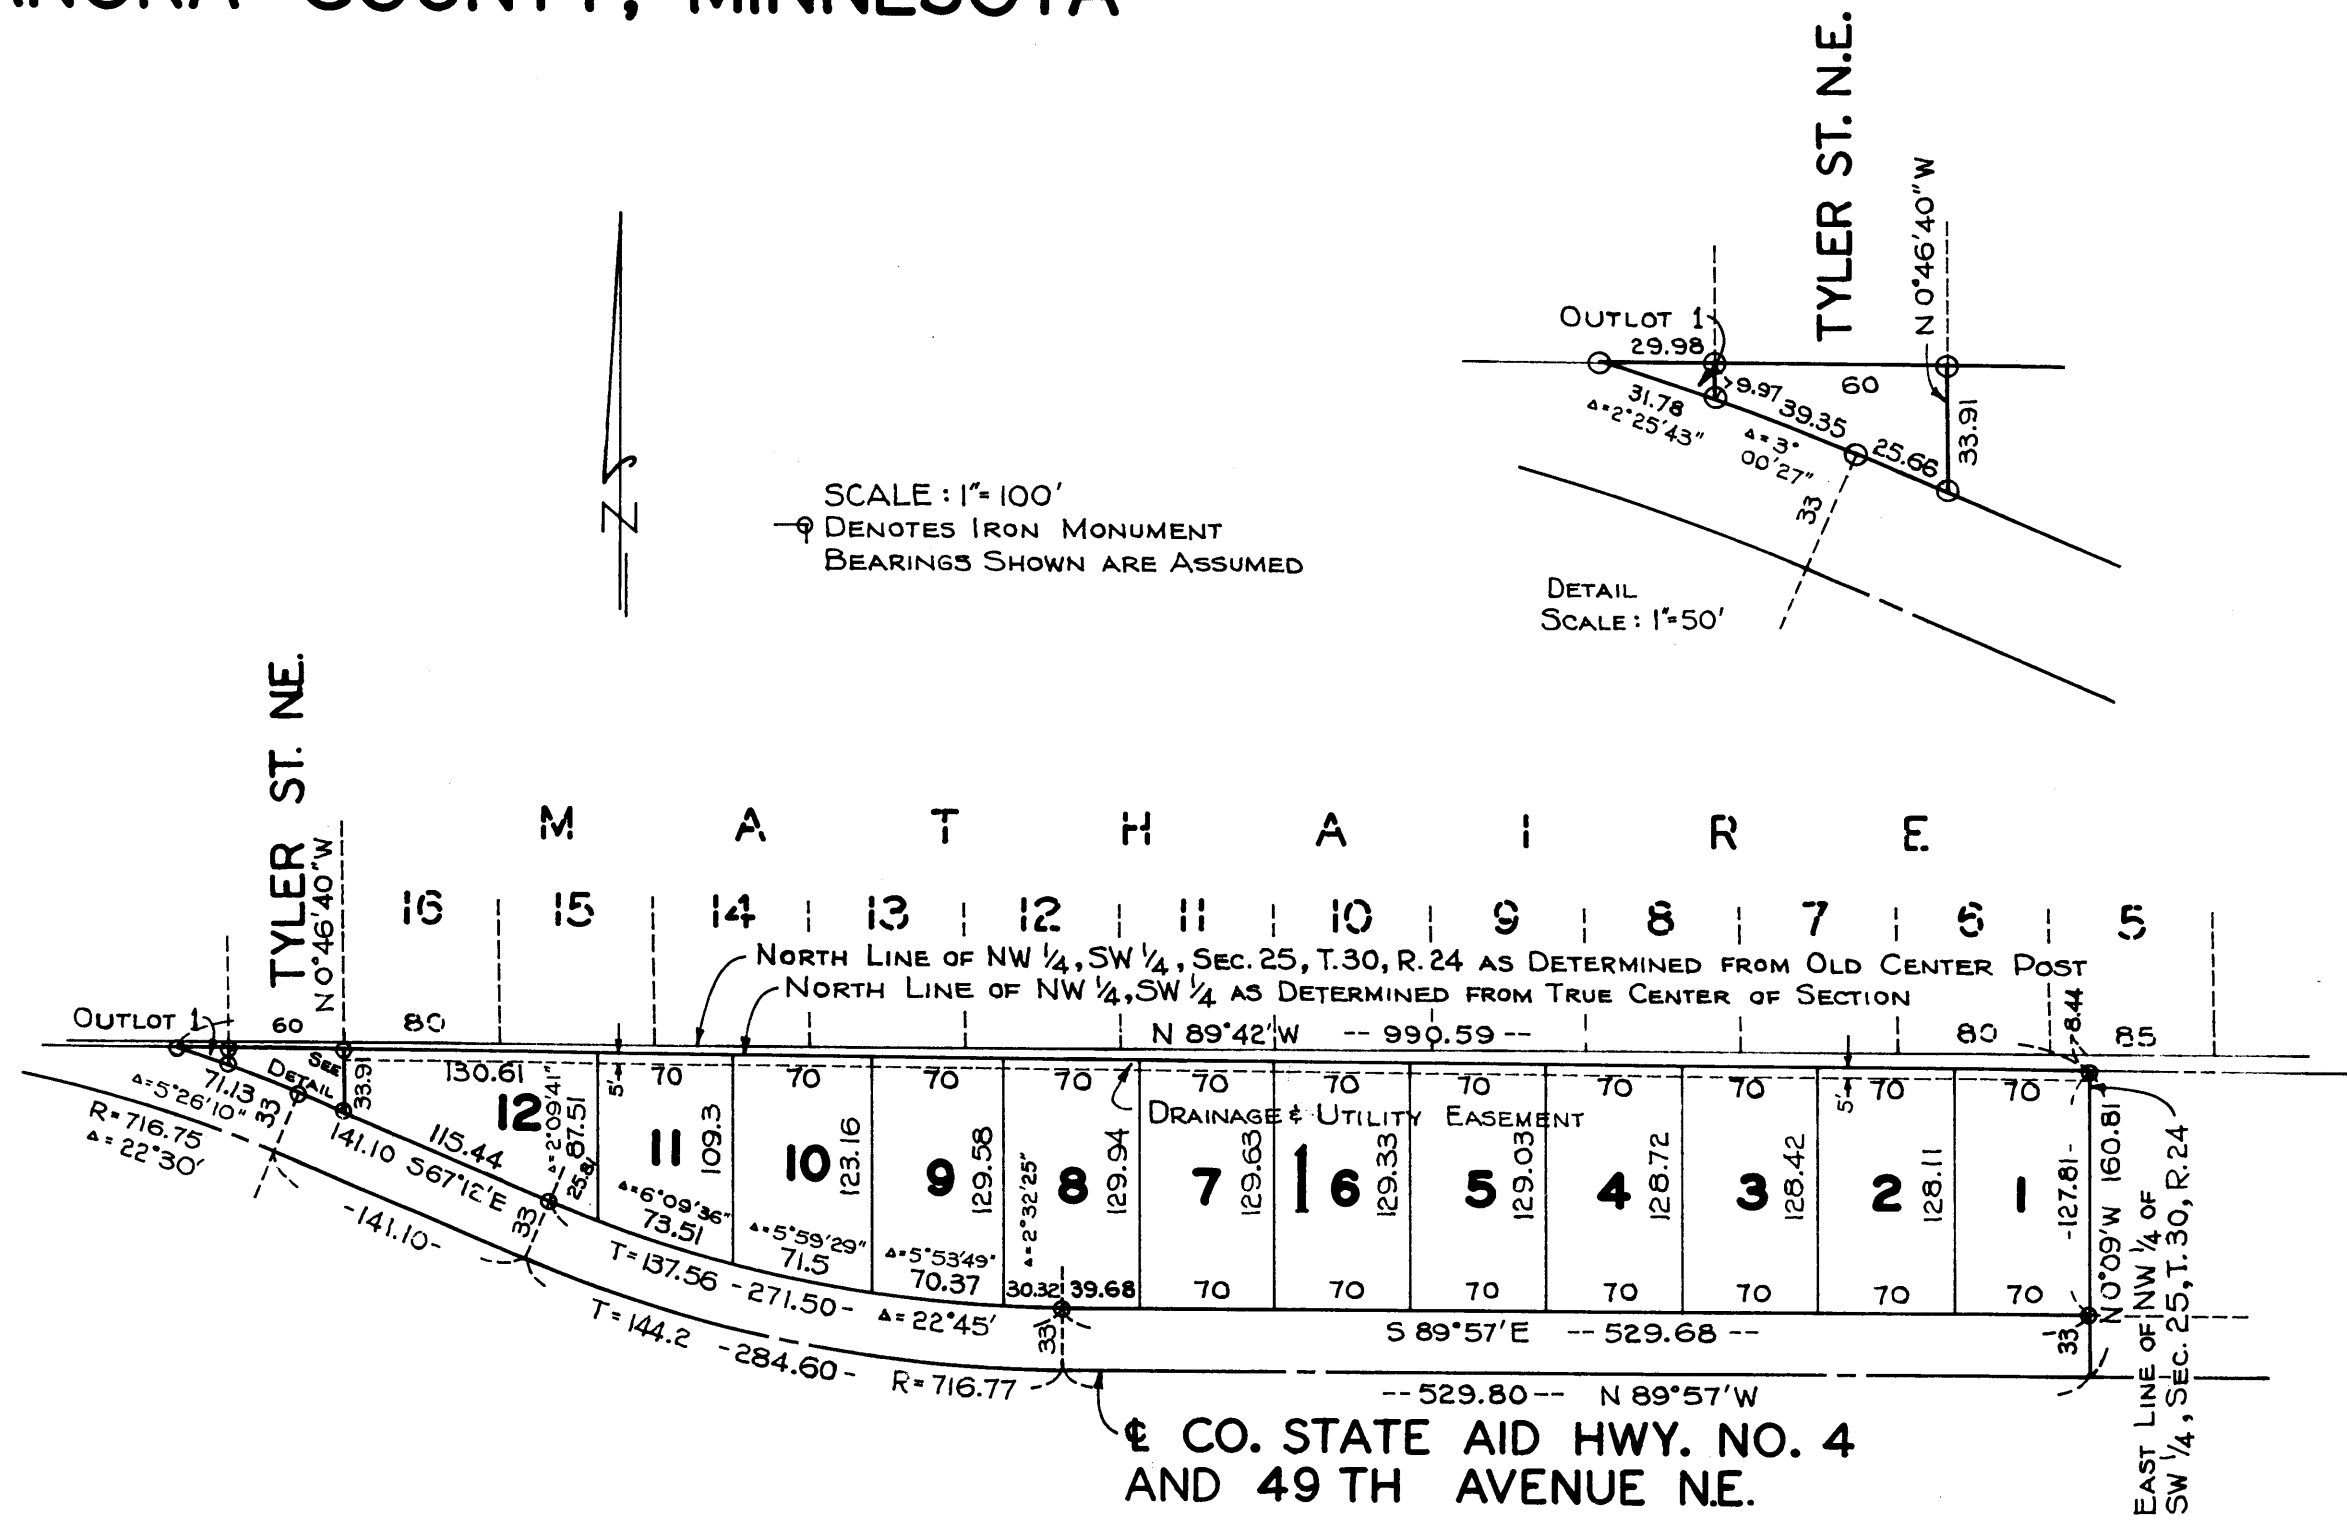 COUNTY, MINNESOTA
TYLER ST. N.E.
N 0°46'40"W
OUTLOT 1
29.98
9.97
60
31.78
Δ=2°25'43"
39.35
Δ=3°
00'27"
25.66
33.91
33
DETAIL
SCALE: 1"=50'
N
SCALE: 1"=100'
DENOTES IRON MONUMENT
BEARINGS SHOWN ARE ASSUMED
TYLER ST. NE.
N 0°46'40"W
M A T H A I R E
16 15 14 13 12 11 10 9 8 7 6 5
NORTH LINE OF NW 1/4, SW 1/4, SEC. 25, T.30, R.24 AS DETERMINED FROM OLD CENTER POST
NORTH LINE OF NW 1/4, SW 1/4 AS DETERMINED FROM TRUE CENTER OF SECTION
OUTLOT 1 60 80 N 89°42'W -- 990.59 -- 80 8.44 85
SEE
DETAIL
33.91
130.61 5' 70 70 70 70 70 70 70 70 70 5' 70 70
DRAINAGE & UTILITY EASEMENT
71.13
Δ=5°26'10"
33
R=716.75
Δ=22°30'
12 11 10 9 8 7 1 6 5 4 3 2 1
Δ=2°09'41"
87.51
109.3
123.16
129.58
129.94
129.63
129.33
129.03
128.72
128.42
128.11
-127.81-
N 0°09'W 160.81
115.44
141.10 S67°12'E
-141.10-
33
25.81
Δ=6°09'36"
73.51
Δ=5°59'29"
71.5
Δ=5°53'49"
70.37
Δ=2°32'25"
30.32 39.68 70 70 70 70 70 70 70
T=137.56 -271.50- Δ=22°45'
T=144.2 -284.60- R=716.77
33
S 89°57'E -- 529.68 --
33
--529.80-- N 89°57'W
EAST LINE OF NW 1/4 OF
SW 1/4, SEC. 25, T.30, R.24
℄ CO. STATE AID HWY. NO. 4
AND 49 TH AVENUE N.E.